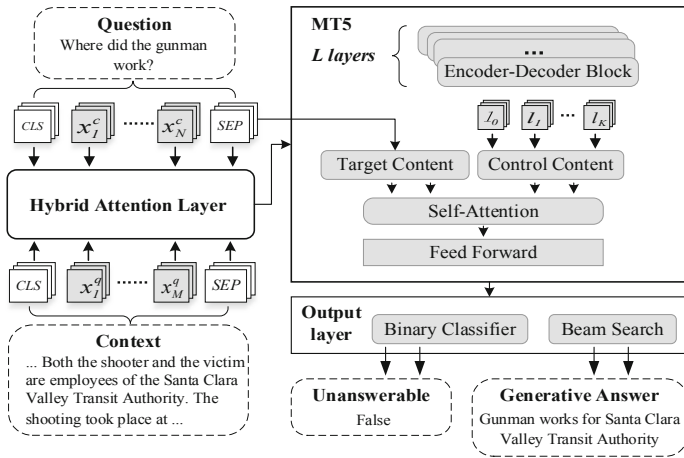 Question
Where did the gunman
work?
CLS x_1^c ...... x_N^c SEP
Hybrid Attention Layer
CLS x_1^q ...... x_M^q SEP
Context
... Both the shooter and the victim
are employees of the Santa Clara
Valley Transit Authority. The
shooting took place at ...
MT5
L layers
...
Encoder-Decoder Block
l_0 l_1 ... l_K
Target Content
Control Content
Self-Attention
Feed Forward
Output
layer
Binary Classifier
Beam Search
Unanswerable
False
Generative Answer
Gunman works for Santa Clara
Valley Transit Authority